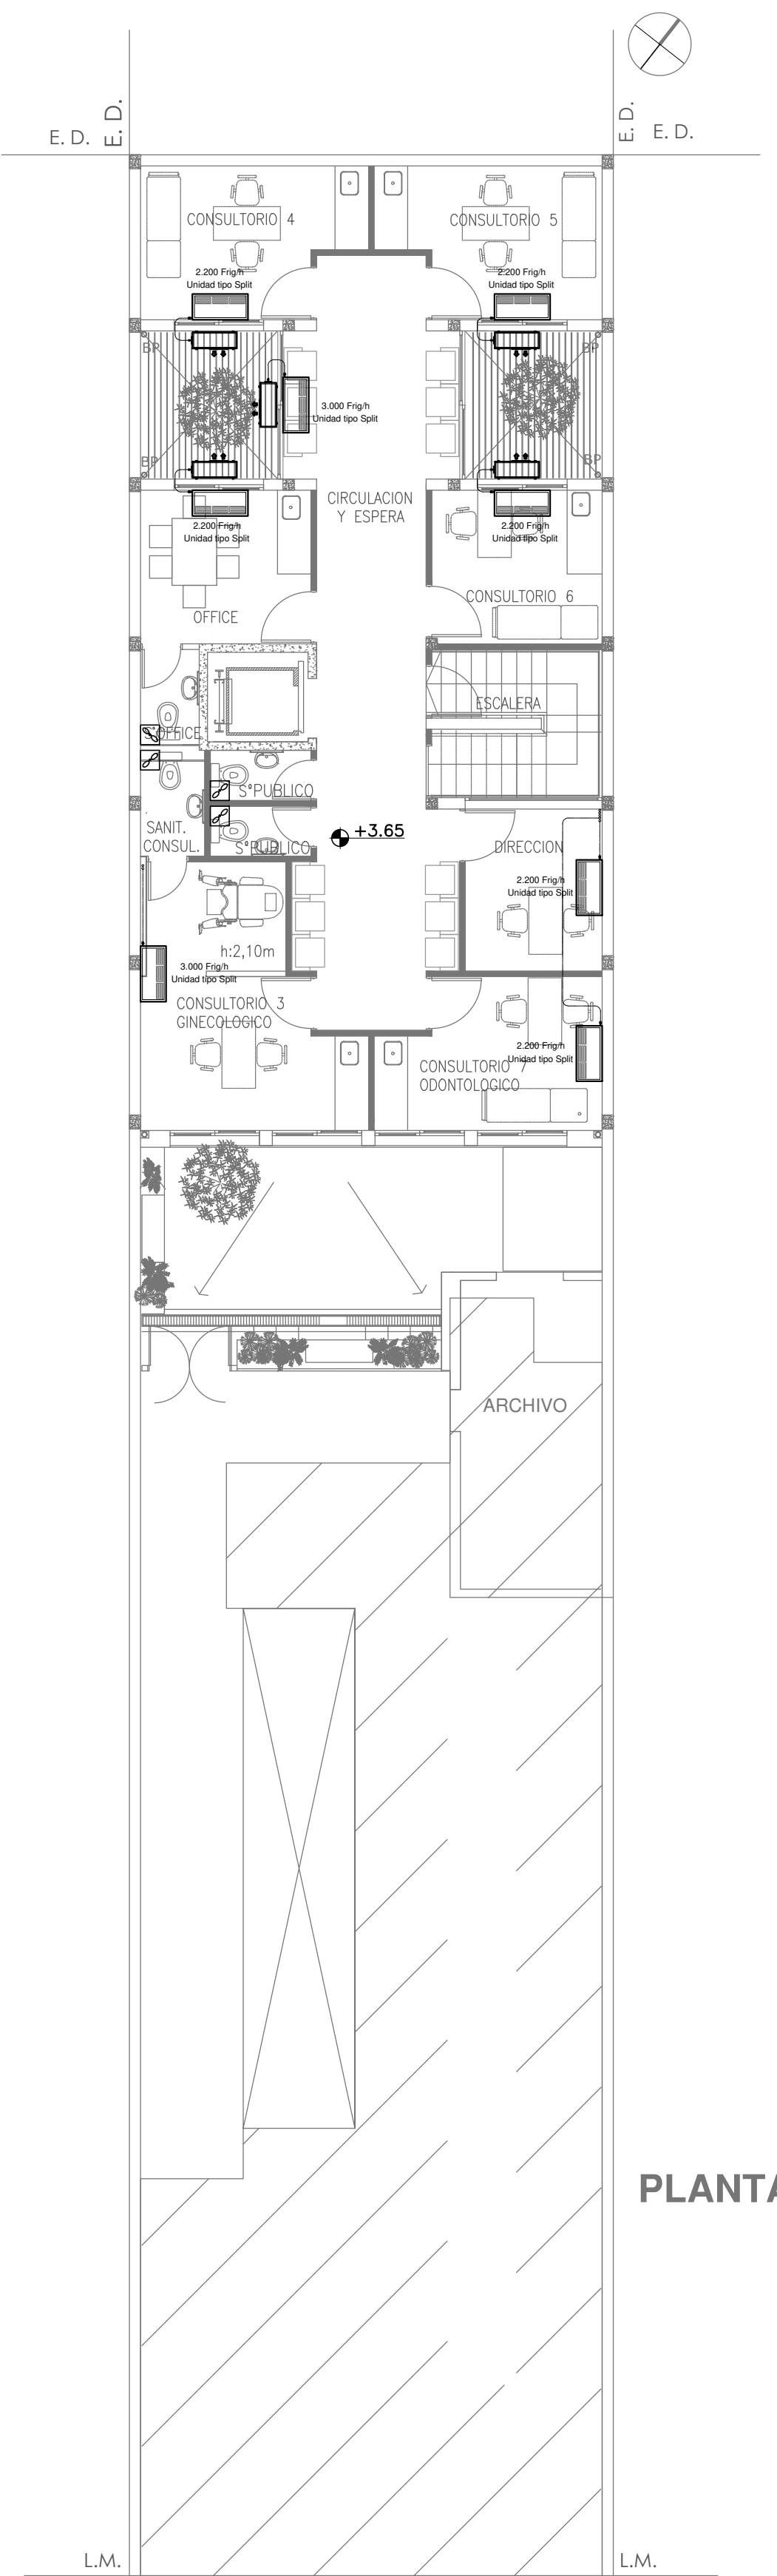 E. D.
E. D.
E. D.
E. D.
CONSULTORIO 4
CONSULTORIO 5
2.200 Frig/h
Unidad tipo Split
2.200 Frig/h
Unidad tipo Split
BP
BP
3.000 Frig/h
Unidad tipo Split
BP
BP
CIRCULACION
Y ESPERA
2.200 Frig/h
Unidad tipo Split
2.200 Frig/h
Unidad tipo Split
OFFICE
CONSULTORIO 6
ESCALERA
S°OFFICE
S°PUBLICO
SANIT.
CONSUL.
S°PUBLICO
+3.65
DIRECCION
2.200 Frig/h
Unidad tipo Split
h:2,10m
3.000 Frig/h
Unidad tipo Split
CONSULTORIO 3
GINECOLOGICO
2.200 Frig/h
Unidad tipo Split
CONSULTORIO 7
ODONTOLOGICO
ARCHIVO
PLANTA
L.M.
L.M.